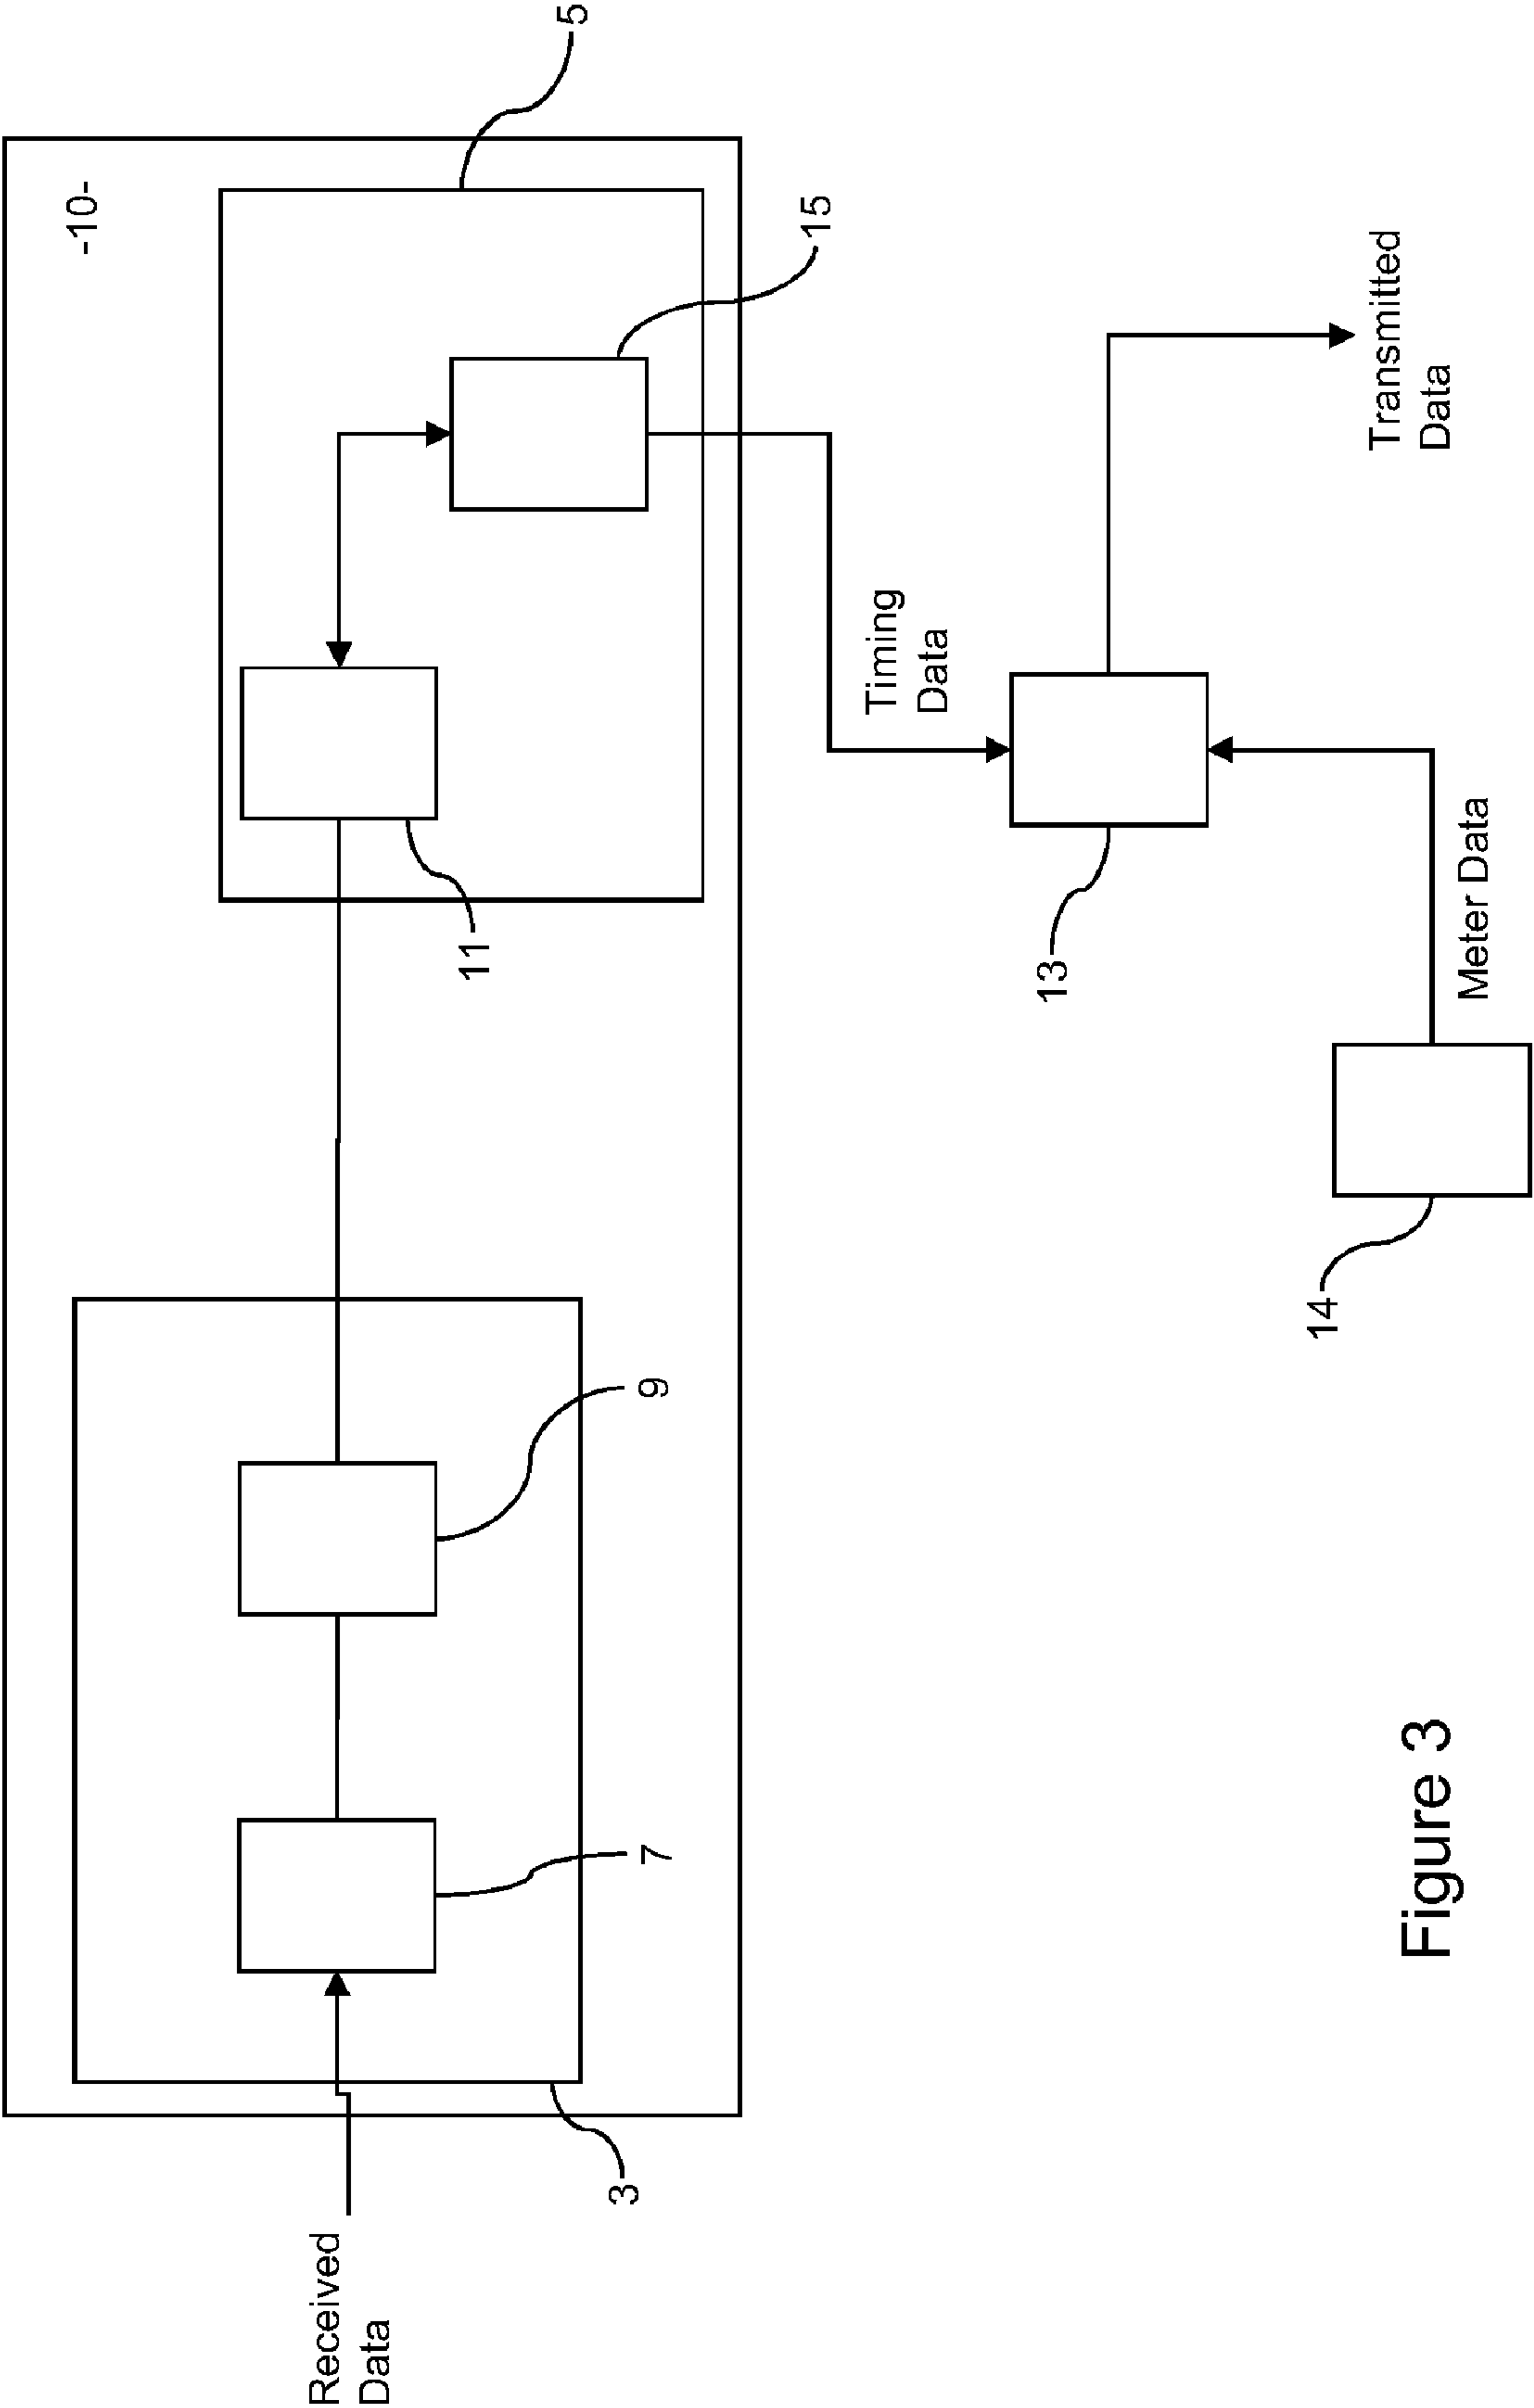 -10-
5
15
11
9
7
3
Received
Data
Timing
Data
13
Transmitted
Data
Meter Data
14
Figure 3